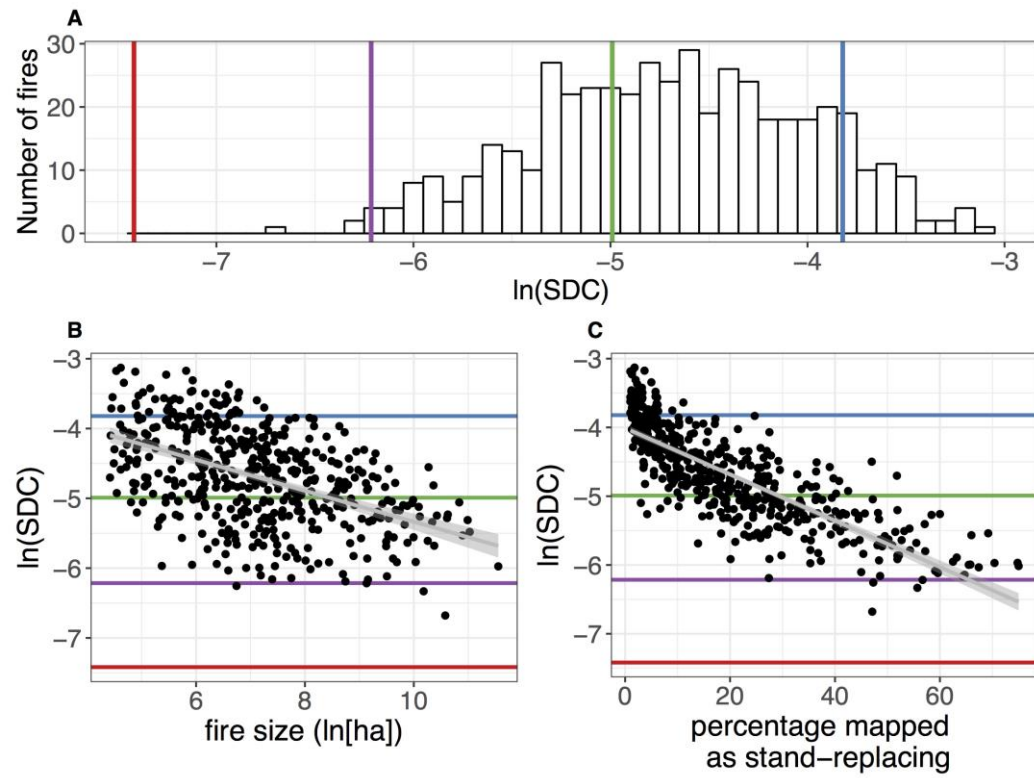 A
30
20
10
0
Number of fires
−7
−6
−5
−4
−3
ln(SDC)
B
−3
−4
−5
−6
−7
ln(SDC)
6
8
10
fire size (ln[ha])
C
−3
−4
−5
−6
−7
ln(SDC)
0
20
40
60
percentage mapped
as stand−replacing